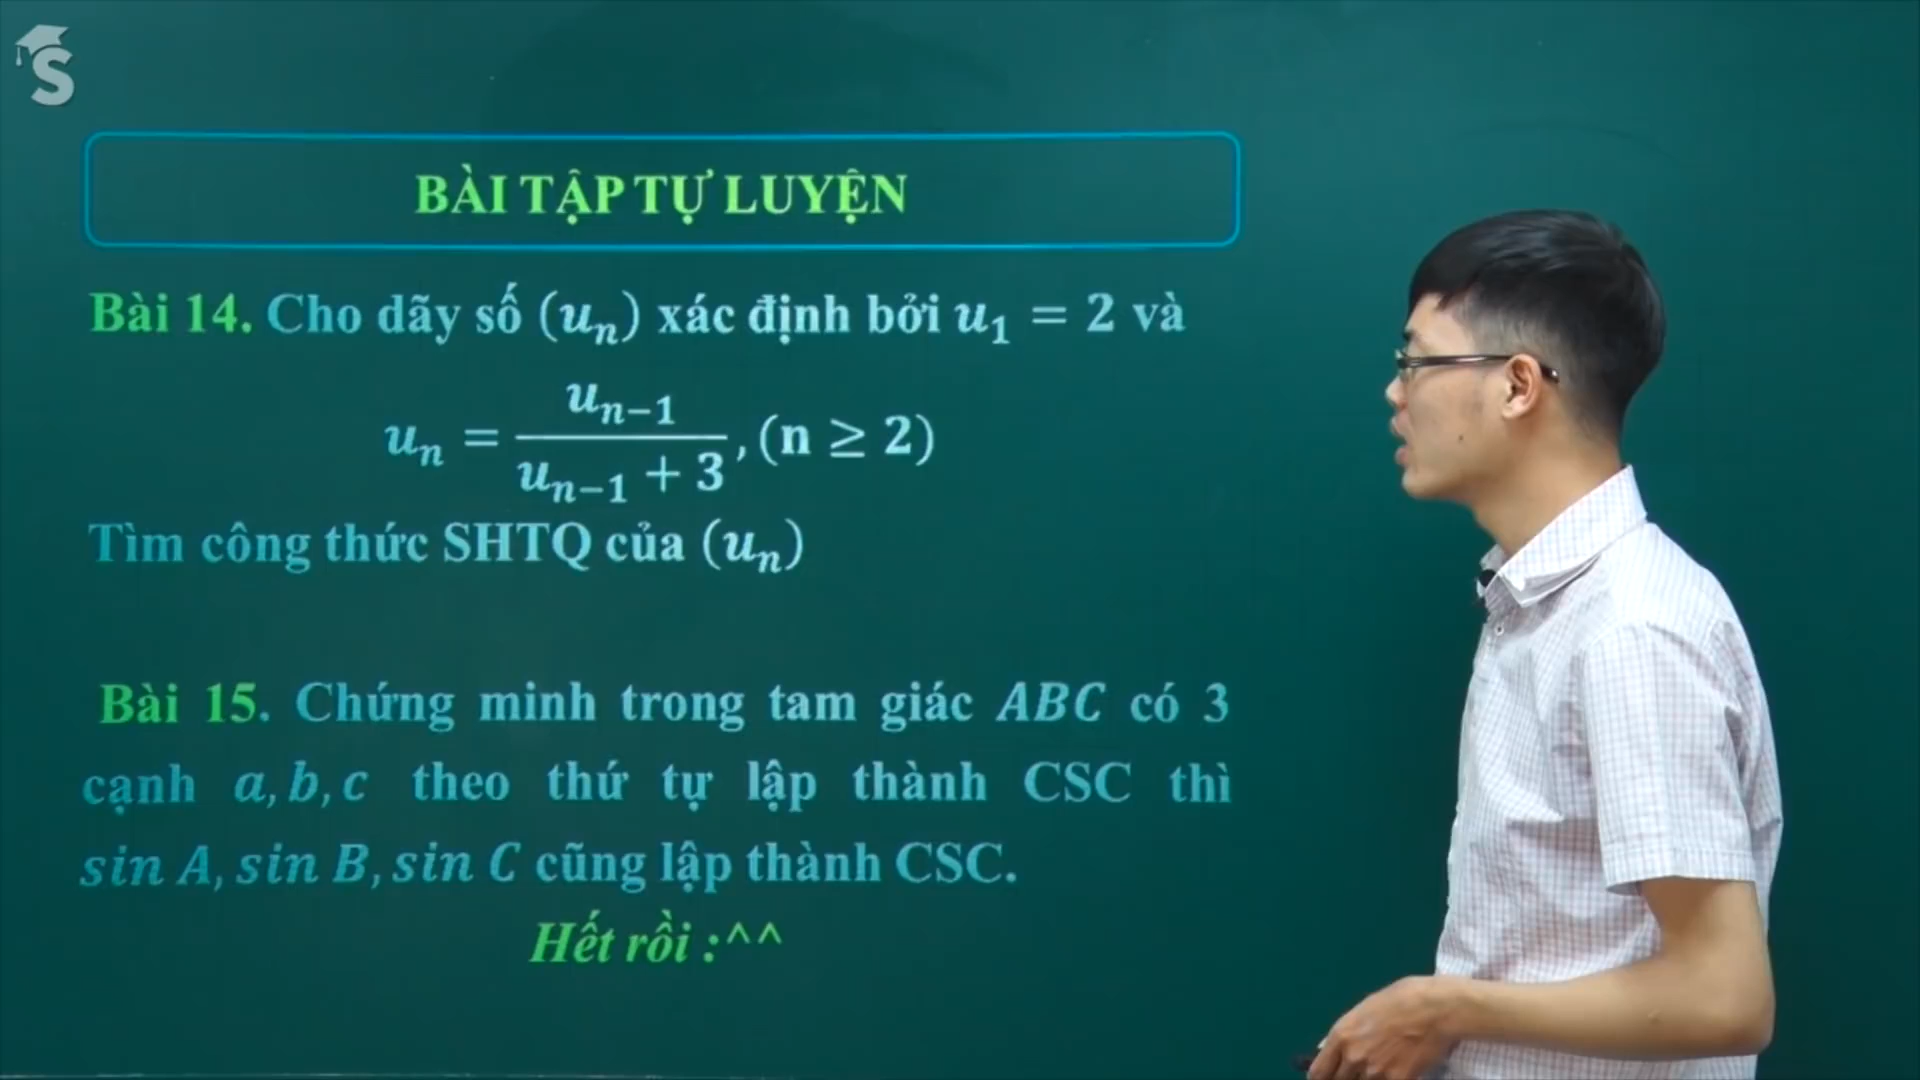 S
BÀI TẬP TỰ LUYỆN
Bài 14. Cho dãy số (uₙ) xác định bởi u₁ = 2 và
uₙ = uₙ₋₁ / (uₙ₋₁ + 3), (n ≥ 2)
Tìm công thức SHTQ của (uₙ)
Bài 15. Chứng minh trong tam giác ABC có 3
cạnh a, b, c theo thứ tự lập thành CSC thì
sin A, sin B, sin C cũng lập thành CSC.
Hết rồi :^^